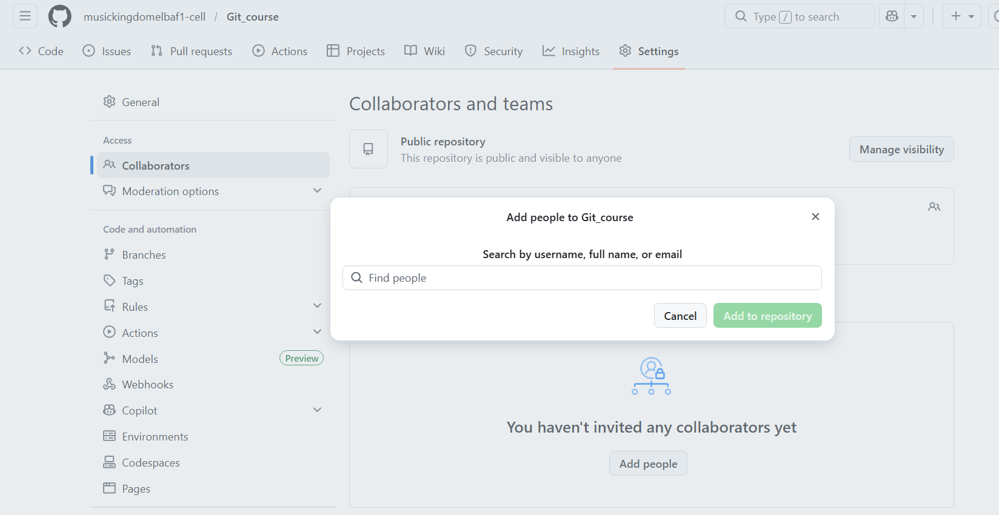 musickingdomelbaf1-cell / Git_course
Type / to search
Code Issues Pull requests Actions Projects Wiki Security Insights Settings
General
Access
Collaborators
Moderation options
Code and automation
Branches
Tags
Rules
Actions
Models Preview
Webhooks
Copilot
Environments
Codespaces
Pages
Collaborators and teams
Public repository
This repository is public and visible to anyone
Manage visibility
Add people to Git_course
Search by username, full name, or email
Find people
Cancel Add to repository
You haven't invited any collaborators yet
Add people